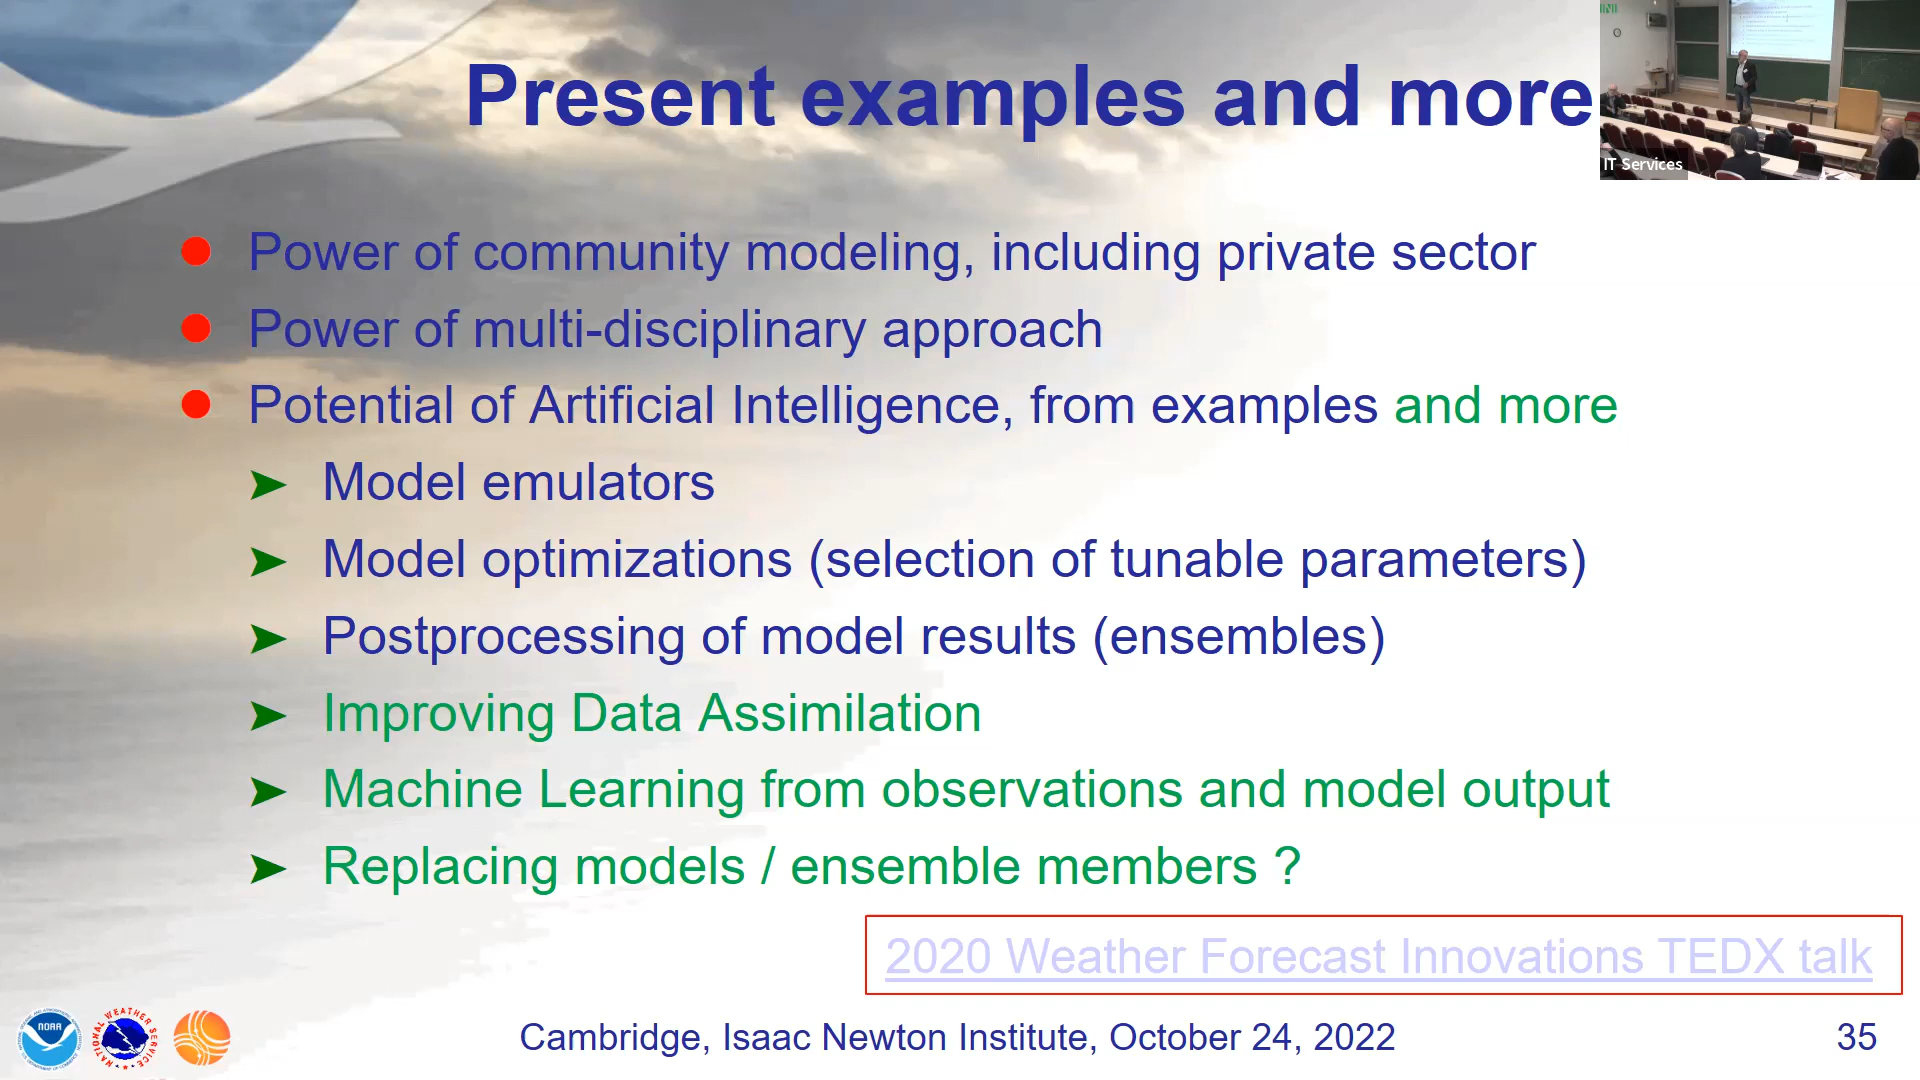 Present examples and more
IT Services
Power of community modeling, including private sector
Power of multi-disciplinary approach
Potential of Artificial Intelligence, from examples and more
Model emulators
Model optimizations (selection of tunable parameters)
Postprocessing of model results (ensembles)
Improving Data Assimilation
Machine Learning from observations and model output
Replacing models / ensemble members ?
2020 Weather Forecast Innovations TEDX talk
NOAA
NATIONAL WEATHER SERVICE
Cambridge, Isaac Newton Institute, October 24, 2022
35